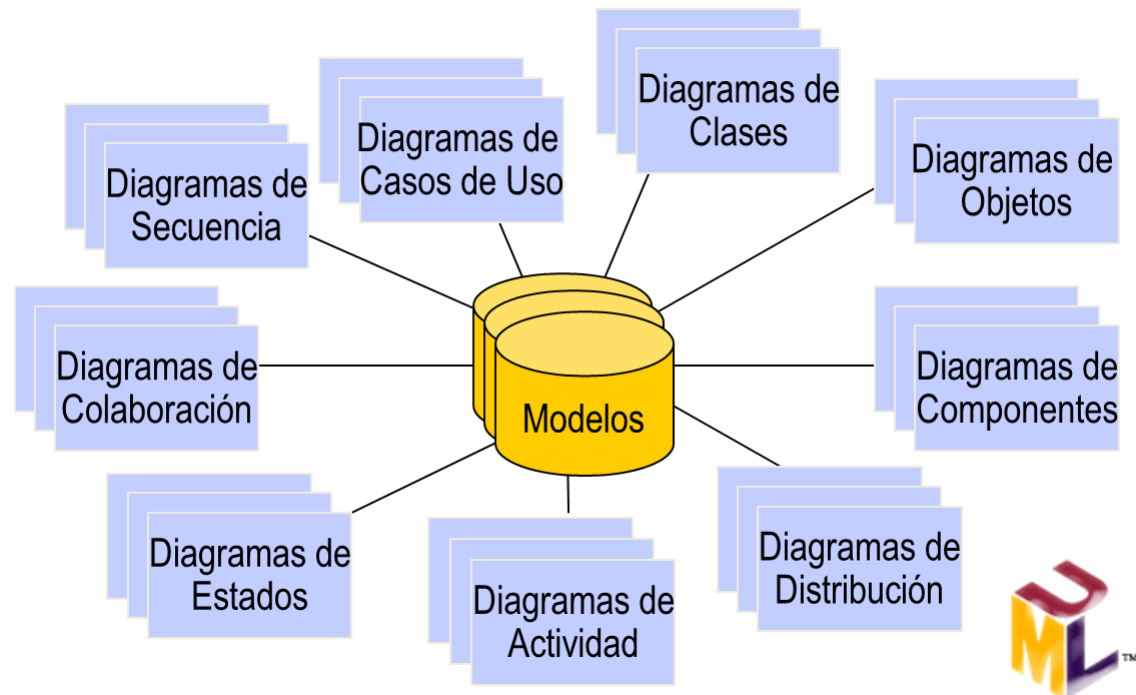 Diagramas de
Casos de Uso
Diagramas de
Clases
Diagramas de
Objetos
Diagramas de
Secuencia
Diagramas de
Colaboración
Modelos
Diagramas de
Componentes
Diagramas de
Estados
Diagramas de
Actividad
Diagramas de
Distribución
UML
™